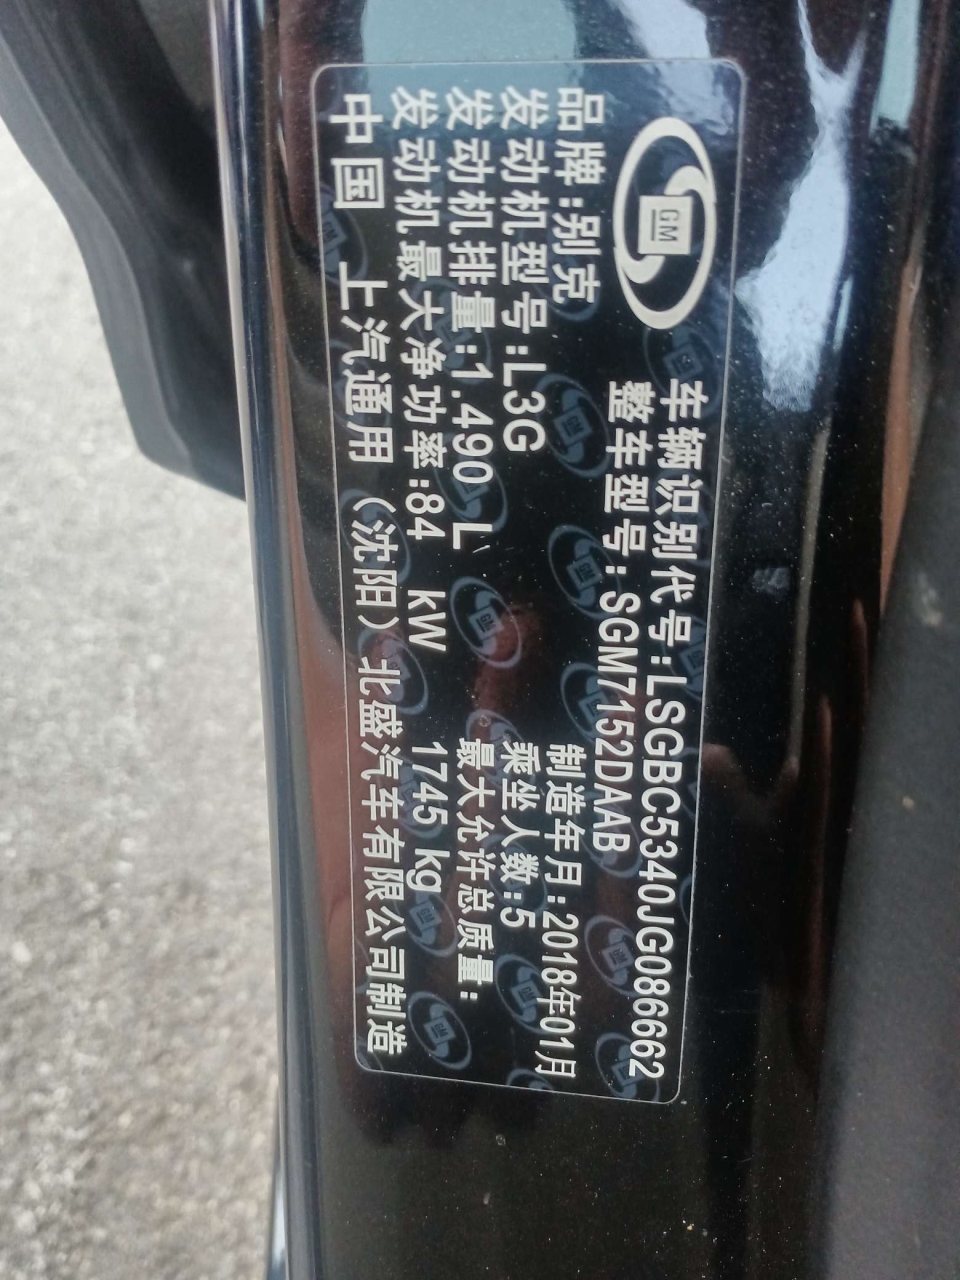 GM
车辆识别代号:LSGBC5340JG086662
整车型号:SGM7152DAAB
品牌:别克
制造年月:2018年01月
发动机型号:L3G
乘坐人数:5
发动机排量:1.490 L
最大允许总质量:
发动机最大净功率:84 kW
1745 kg
中国 上汽通用(沈阳)北盛汽车有限公司制造